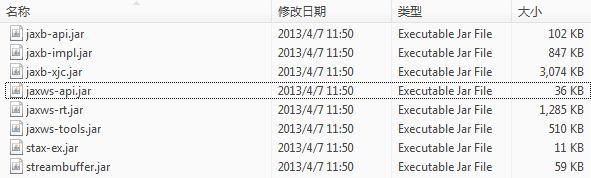 名称 修改日期 类型 大小
jaxb-api.jar 2013/4/7 11:50 Executable Jar File 102 KB
jaxb-impl.jar 2013/4/7 11:50 Executable Jar File 847 KB
jaxb-xjc.jar 2013/4/7 11:50 Executable Jar File 3,074 KB
jaxws-api.jar 2013/4/7 11:50 Executable Jar File 36 KB
jaxws-rt.jar 2013/4/7 11:50 Executable Jar File 1,285 KB
jaxws-tools.jar 2013/4/7 11:50 Executable Jar File 510 KB
stax-ex.jar 2013/4/7 11:50 Executable Jar File 11 KB
streambuffer.jar 2013/4/7 11:50 Executable Jar File 59 KB